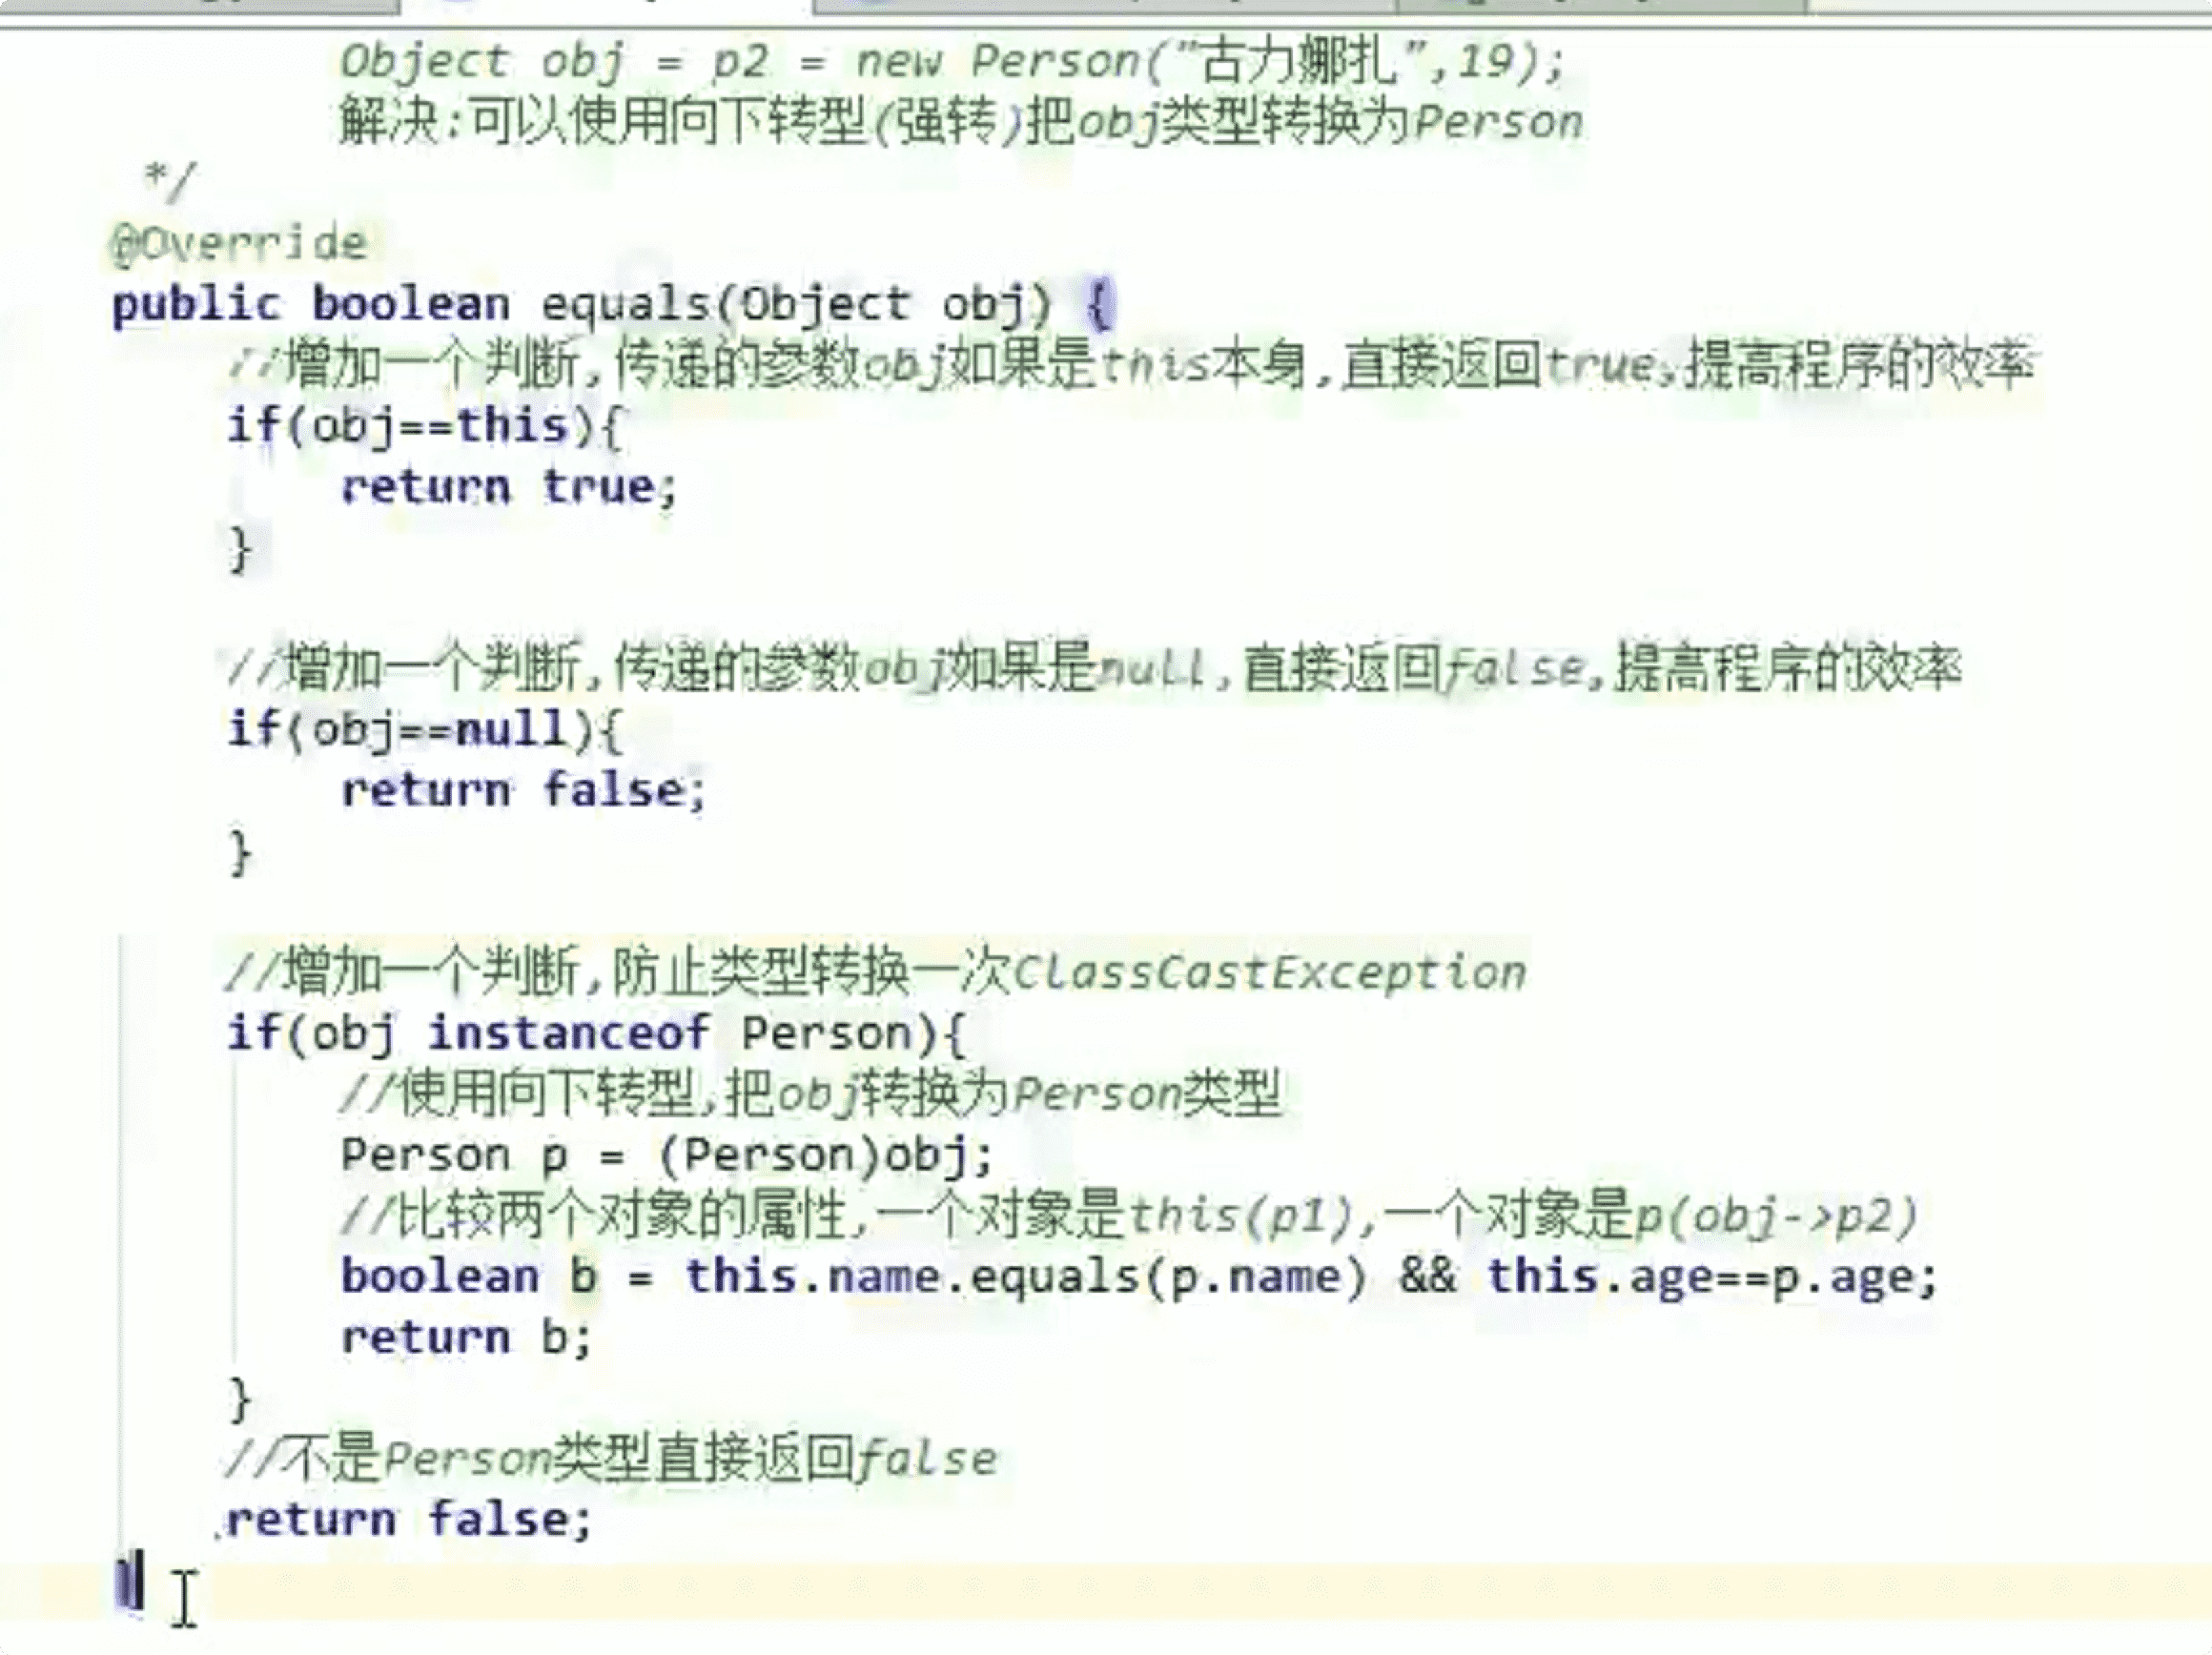 Object obj = p2 = new Person("古力娜扎",19);
解决:可以使用向下转型(强转)把obj类型转换为Person
*/
@Override
public boolean equals(Object obj) {
//增加一个判断,传递的参数obj如果是this本身,直接返回true,提高程序的效率
if(obj==this){
return true;
}
//增加一个判断,传递的参数obj如果是null,直接返回false,提高程序的效率
if(obj==null){
return false;
}
//增加一个判断,防止类型转换一次ClassCastException
if(obj instanceof Person){
//使用向下转型,把obj转换为Person类型
Person p = (Person)obj;
//比较两个对象的属性,一个对象是this(p1),一个对象是p(obj->p2)
boolean b = this.name.equals(p.name) && this.age==p.age;
return b;
}
//不是Person类型直接返回false
return false;
}